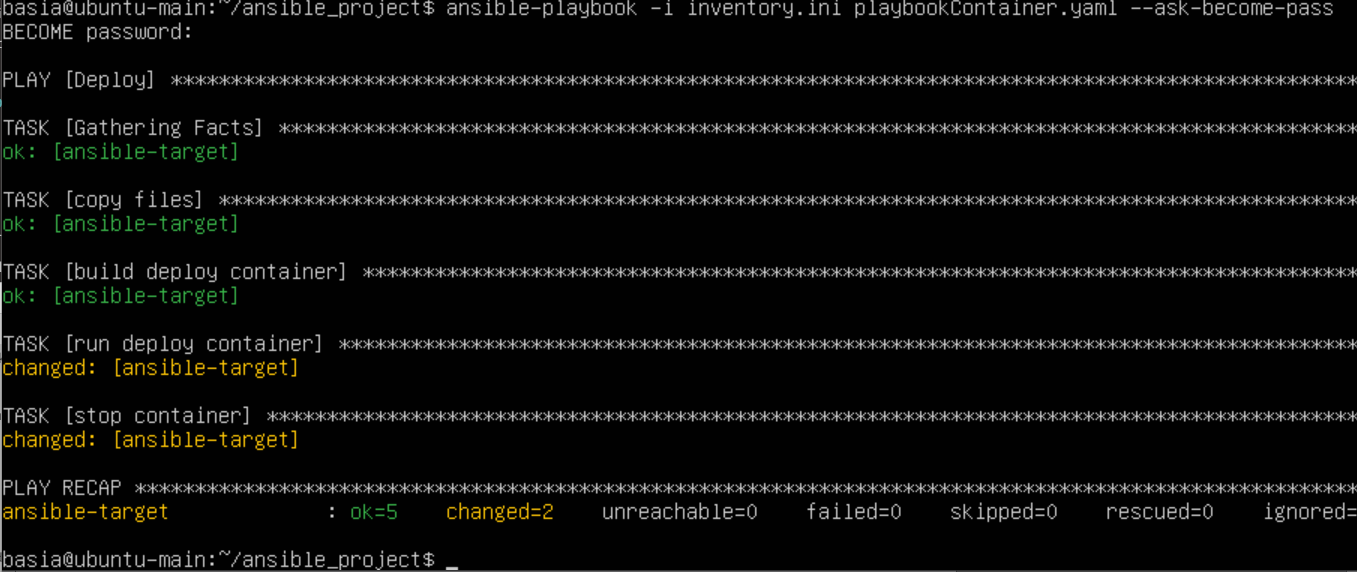 basia@ubuntu-main:~/ansible_project$ ansible-playbook -i inventory.ini playbookContainer.yaml --ask-become-pass
BECOME password:
PLAY [Deploy] ****************************************************************************************************
TASK [Gathering Facts] *******************************************************************************************
ok: [ansible-target]
TASK [copy files] ************************************************************************************************
ok: [ansible-target]
TASK [build deploy container] ************************************************************************************
ok: [ansible-target]
TASK [run deploy container] **************************************************************************************
changed: [ansible-target]
TASK [stop container] ********************************************************************************************
changed: [ansible-target]
PLAY RECAP *******************************************************************************************************
ansible-target             : ok=5    changed=2    unreachable=0    failed=0    skipped=0    rescued=0    ignored=
basia@ubuntu-main:~/ansible_project$ _